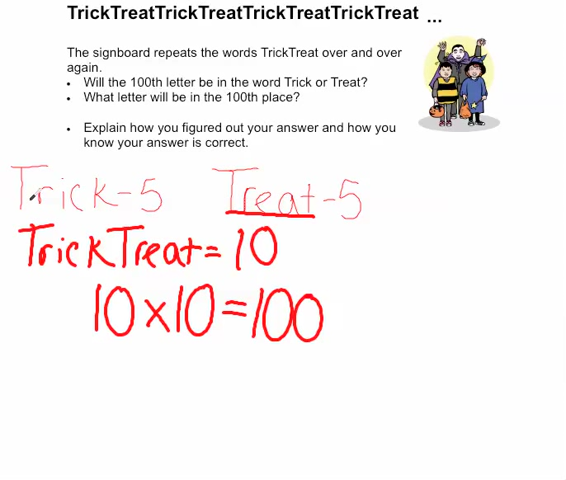 TrickTreatTrickTreatTrickTreatTrickTreat ...
The signboard repeats the words TrickTreat over and over
again.
• Will the 100th letter be in the word Trick or Treat?
• What letter will be in the 100th place?
• Explain how you figured out your answer and how you
know your answer is correct.
Trick-5 Treat-5
TrickTreat=10
10x10=100